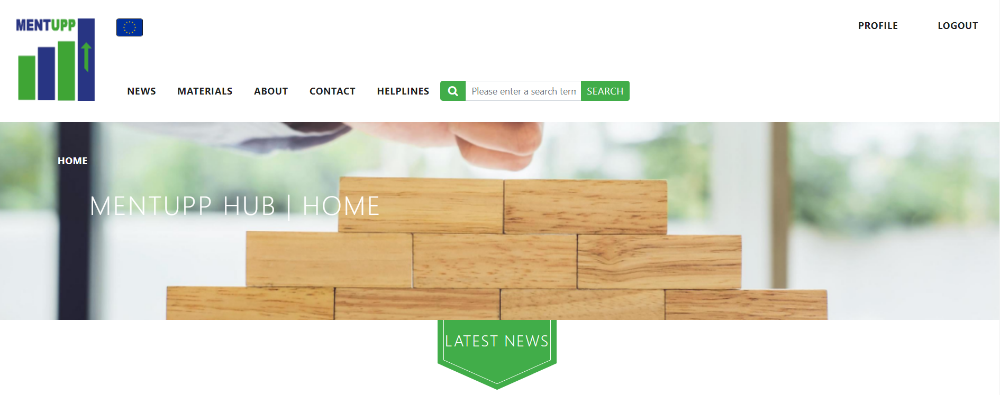 MENTUPP
PROFILE LOGOUT
NEWS MATERIALS ABOUT CONTACT HELPLINES Please enter a search tern SEARCH
HOME
MENTUPP HUB | HOME
LATEST NEWS